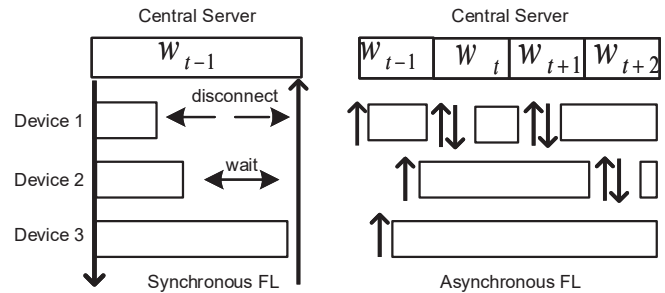 Central Server Central Server
w t−1 w t−1 w t w t+1 w t+2
disconnect
Device 1
wait
Device 2
Device 3
Synchronous FL Asynchronous FL